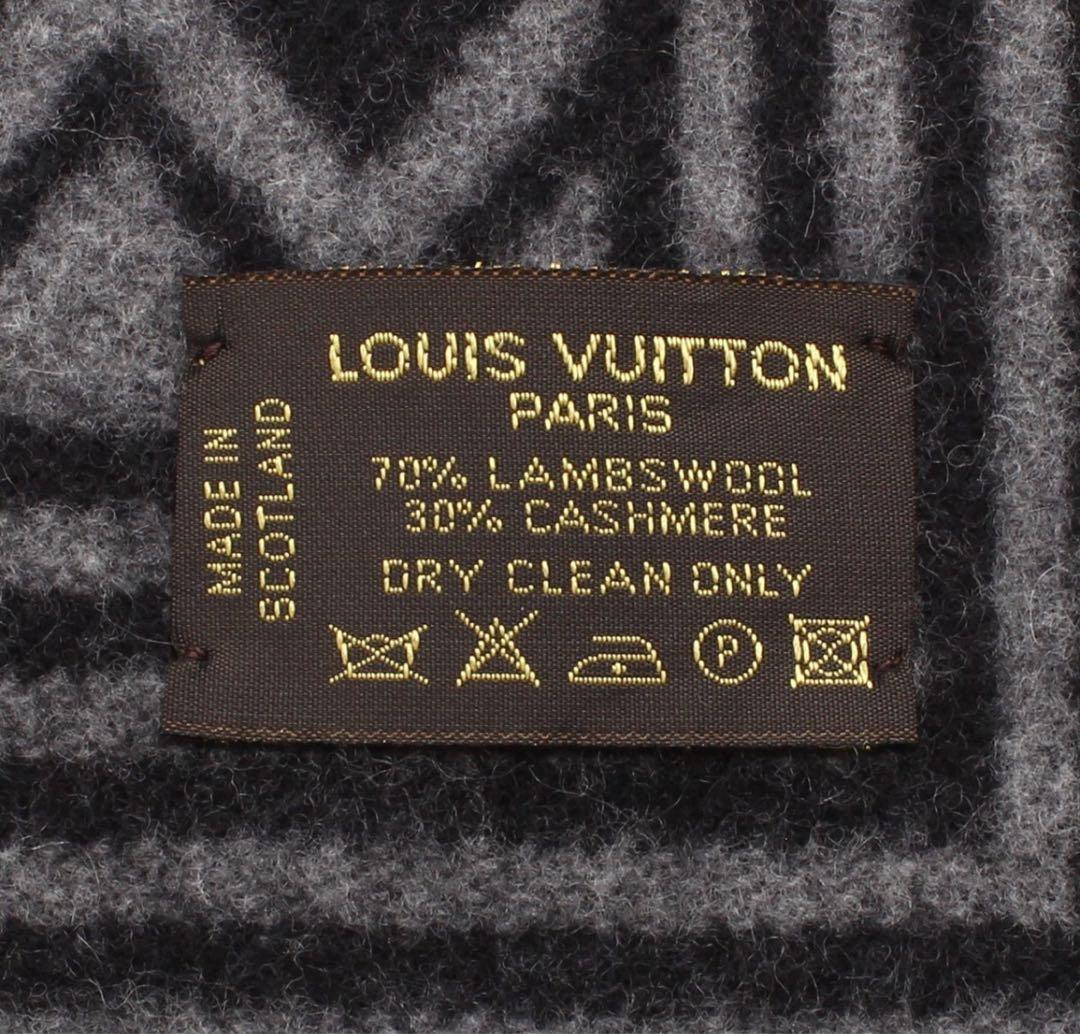 LOUIS VUITTON
PARIS
70% LAMBSWOOL
30% CASHMERE
DRY CLEAN ONLY
P
MADE IN
SCOTLAND